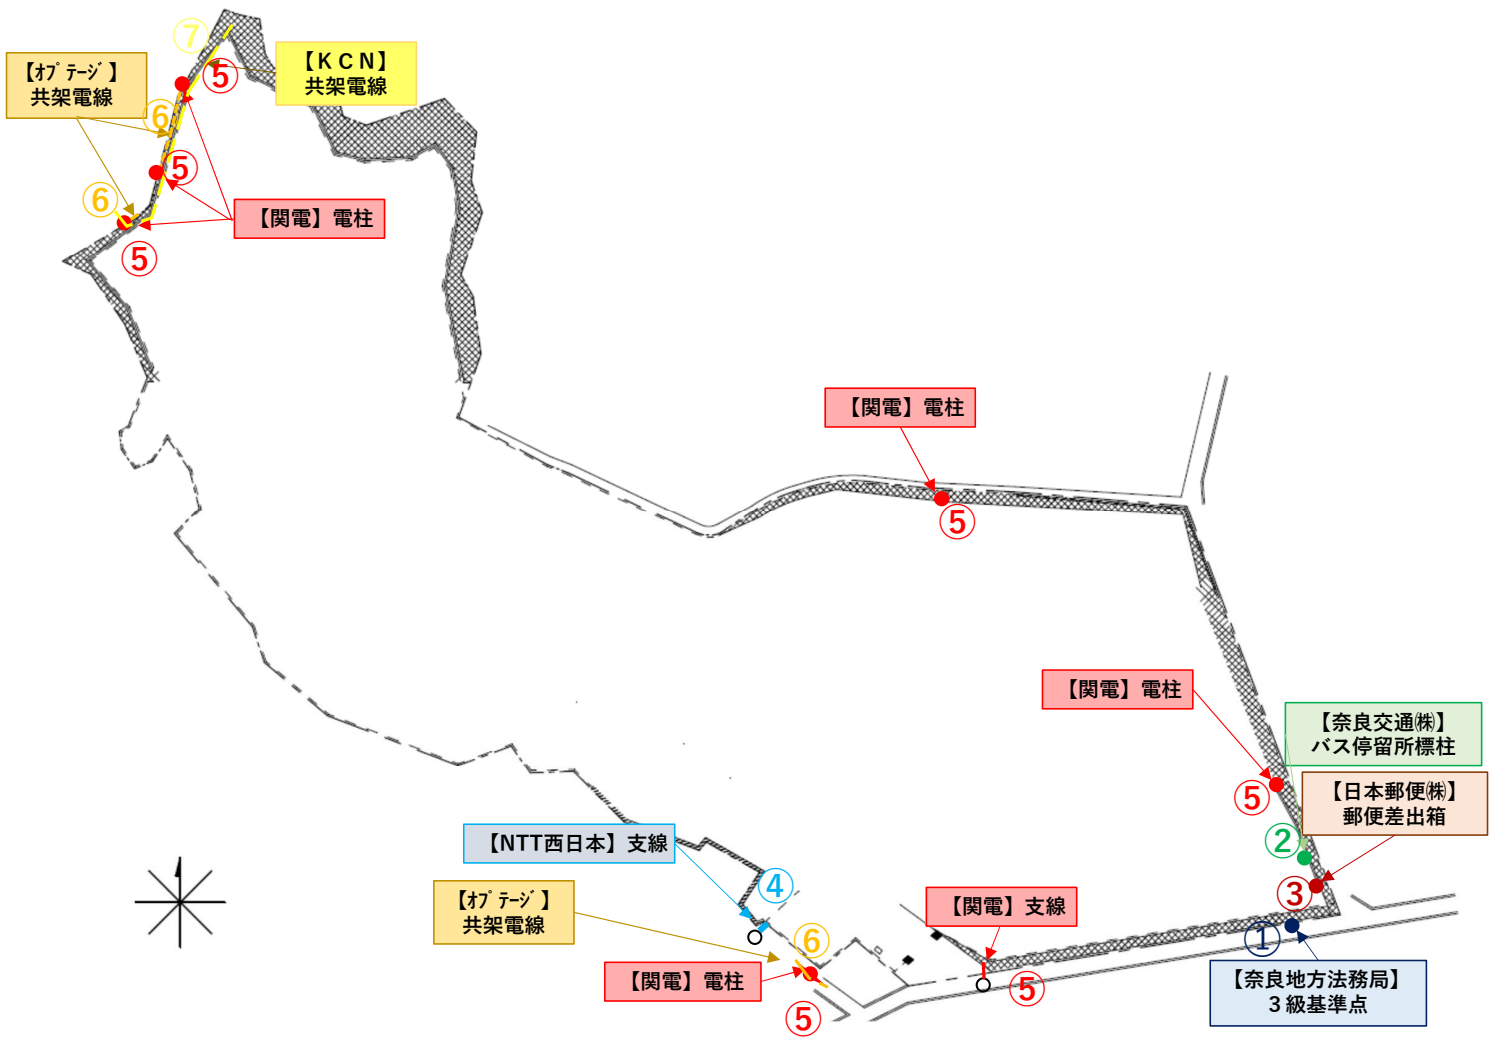 ⑦
【KCN】
共架電線
【ｵﾌﾟﾃｰｼﾞ】
共架電線
⑤
⑥
⑤
⑥
【関電】電柱
⑤
【関電】電柱
⑤
【関電】電柱
⑤
【奈良交通㈱】
バス停留所標柱
【日本郵便㈱】
郵便差出箱
②
③
【NTT西日本】支線
④
【ｵﾌﾟﾃｰｼﾞ】
共架電線
⑥
【関電】支線
①
【関電】電柱
⑤
⑤
【奈良地方法務局】
３級基準点